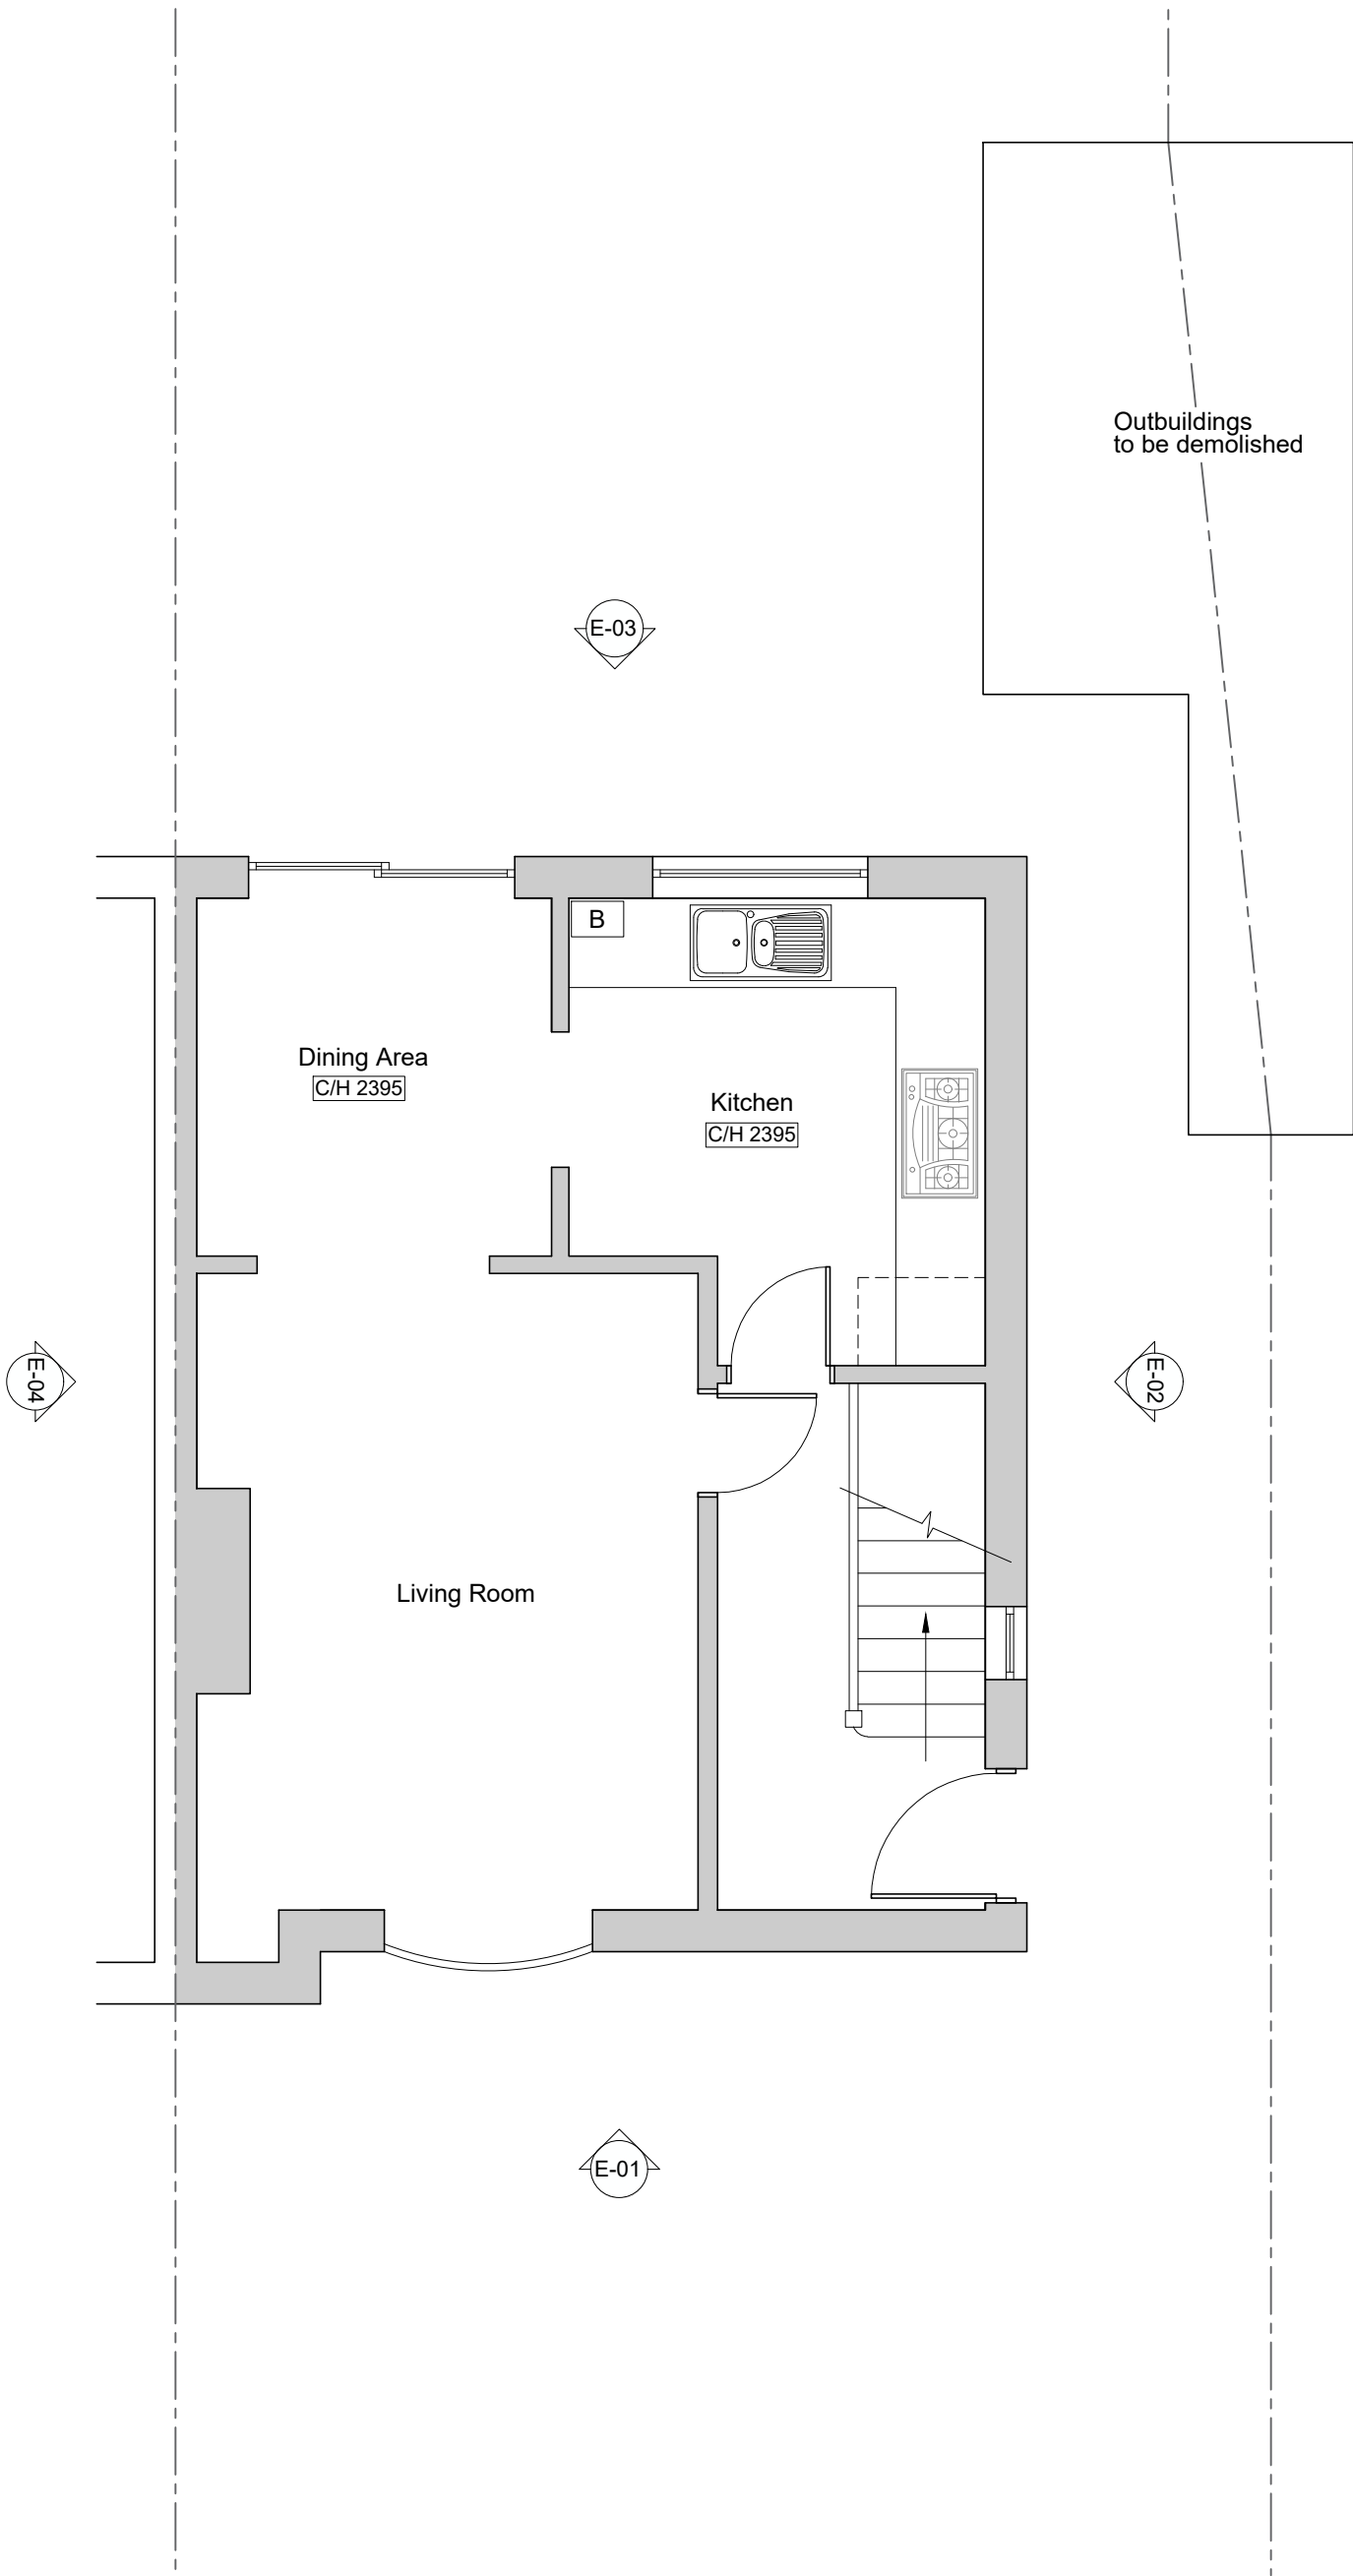 Outbuildings
to be demolished
E-03
B
Dining Area
C/H 2395
Kitchen
C/H 2395
E-04
E-02
Living Room
E-01